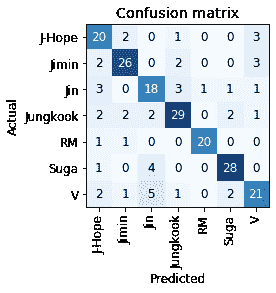 Confusion matrix
J-Hope 20 2 0 1 0 0 3
Jimin 2 26 0 2 0 0 3
Jin 3 0 18 3 1 1 1
Jungkook 2 2 2 29 0 2 1
RM 1 1 0 0 20 0 0
Suga 1 0 4 0 0 28 0
V 2 1 5 1 0 2 21
Actual
J-Hope Jimin Jin Jungkook RM Suga V
Predicted